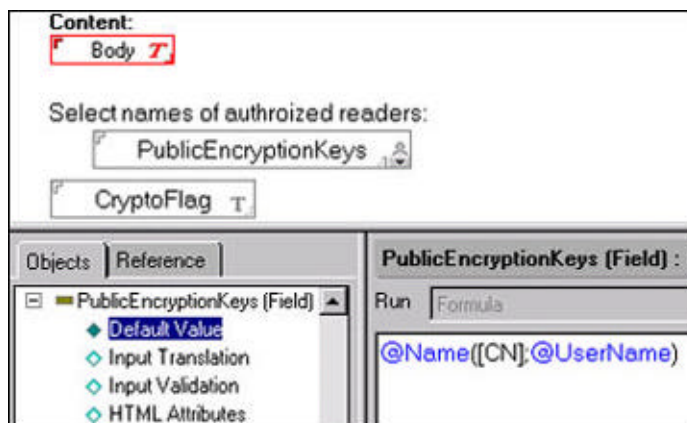 Content:
Body T
Select names of authroized readers:
PublicEncryptionKeys
CryptoFlag T
Objects Reference
PublicEncryptionKeys (Field)
Default Value
Input Translation
Input Validation
HTML Attributes
PublicEncryptionKeys (Field) :
Run Formula
@Name([CN];@UserName)